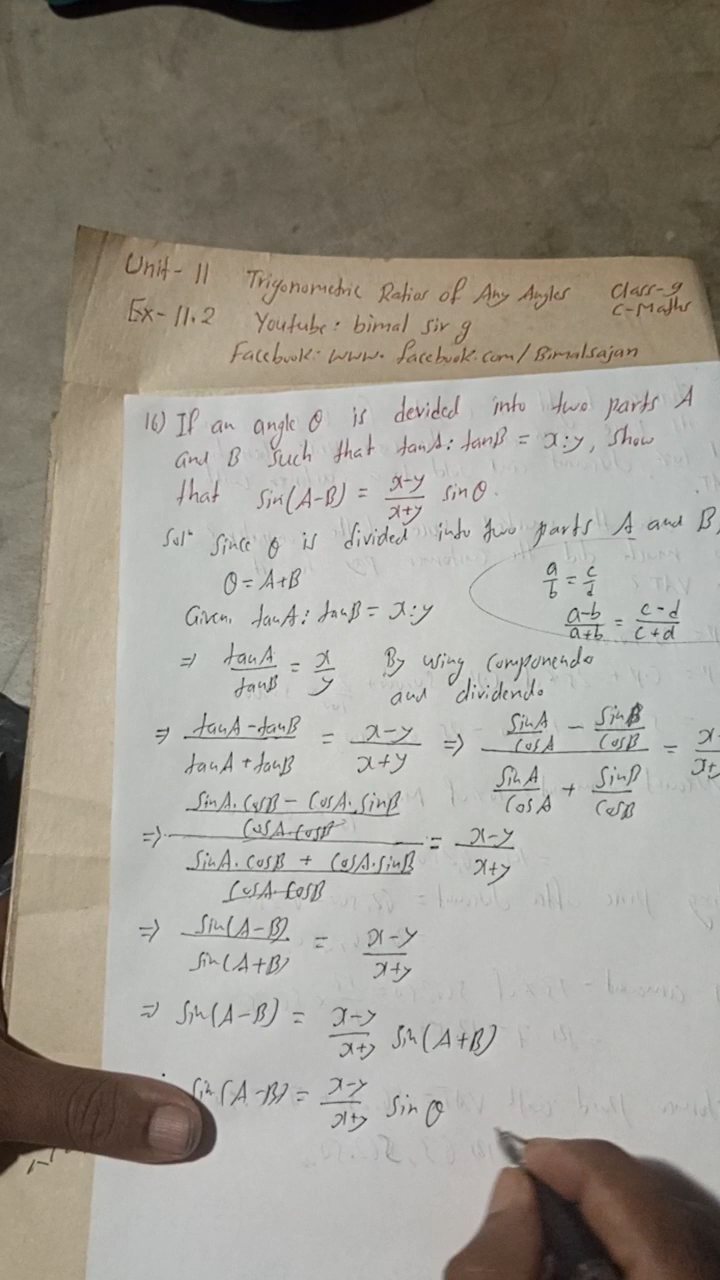 Unit- 11 Trigonometric Ratios of Any Angles Class-9
Ex- 11.2 Youtube: bimal sir g C-Maths
Facebook: www. facebook.com/Bimalsajan
16) If an angle θ is devided into two parts A
and B such that tanA: tanB = x:y, show
that sin(A-B) = x-y/x+y sinθ.
Solⁿ Since θ is divided into two parts A and B,
θ = A+B
a/b = c/d
Given, tanA: tanB = x:y
a-b/a+b = c-d/c+d
⇒ tanA/tanB = x/y By using Componendo
and dividendo
⇒ tanA-tanB/tanA+tanB = x-y/x+y ⇒ (sinA/cosA - sinB/cosB)/(sinA/cosA + sinB/cosB) = x-/x+y
⇒ (sinA.cosB - cosA.sinB/cosA.cosB)/(sinA.cosB + cosA.sinB/cosA.cosB) = x-y/x+y
⇒ sin(A-B)/sin(A+B) = x-y/x+y
⇒ sin(A-B) = x-y/x+y sin(A+B)
sin(A-B) = x-y/x+y sin θ